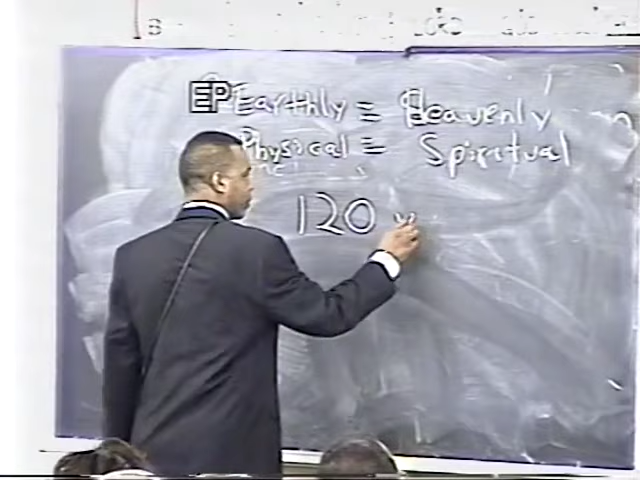 EP Earthly = Heavenly
Physical = Spiritual
120 y